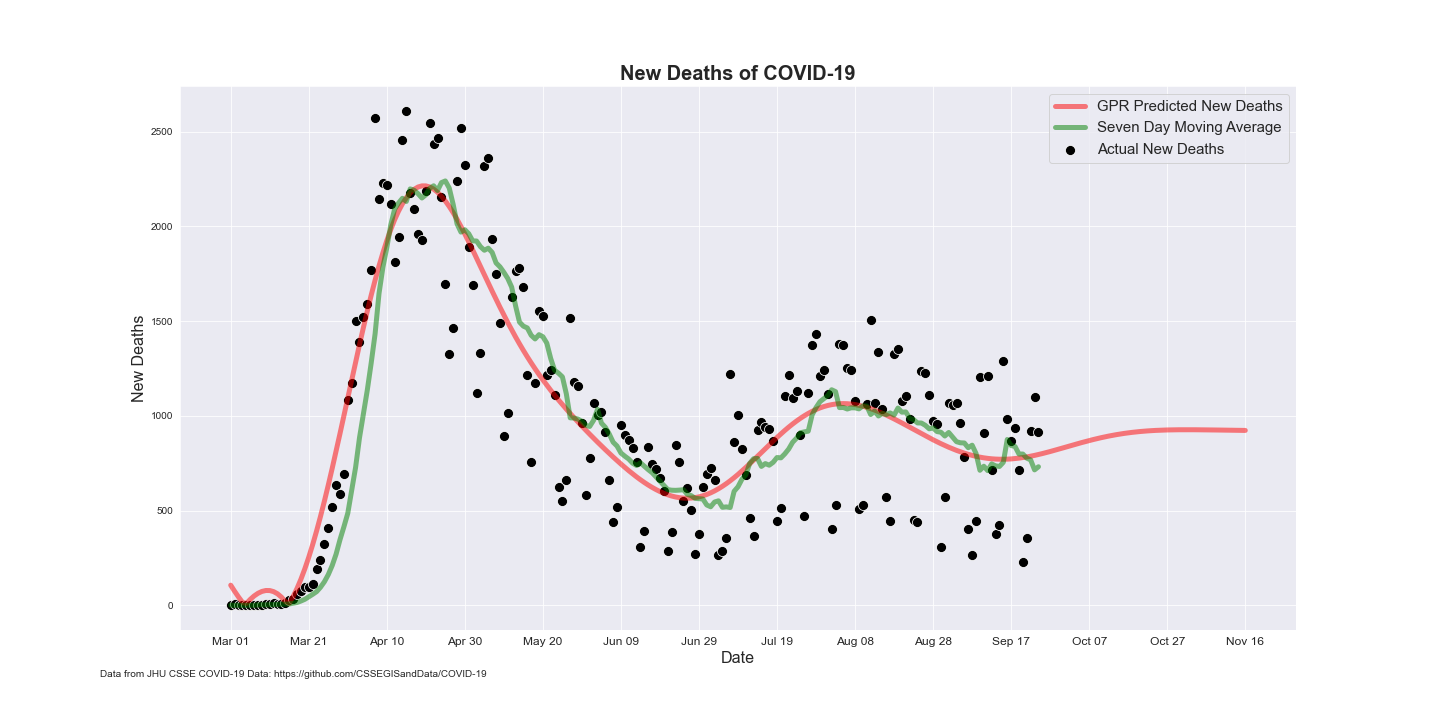 New Deaths of COVID-19
GPR Predicted New Deaths
Seven Day Moving Average
Actual New Deaths
New Deaths
2500
2000
1500
1000
500
0
Mar 01 Mar 21 Apr 10 Apr 30 May 20 Jun 09 Jun 29 Jul 19 Aug 08 Aug 28 Sep 17 Oct 07 Oct 27 Nov 16
Date
Data from JHU CSSE COVID-19 Data: https://github.com/CSSEGISandData/COVID-19